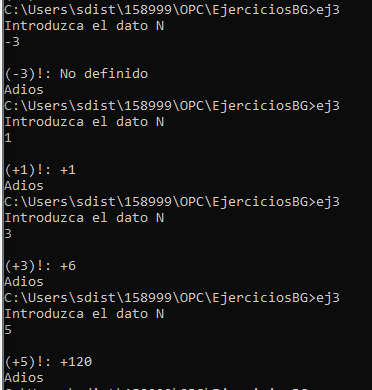 C:\Users\sdist\158999\OPC\EjerciciosBG>ej3
Introduzca el dato N
-3
(-3)!: No definido
Adios
C:\Users\sdist\158999\OPC\EjerciciosBG>ej3
Introduzca el dato N
1
(+1)!: +1
Adios
C:\Users\sdist\158999\OPC\EjerciciosBG>ej3
Introduzca el dato N
3
(+3)!: +6
Adios
C:\Users\sdist\158999\OPC\EjerciciosBG>ej3
Introduzca el dato N
5
(+5)!: +120
Adios